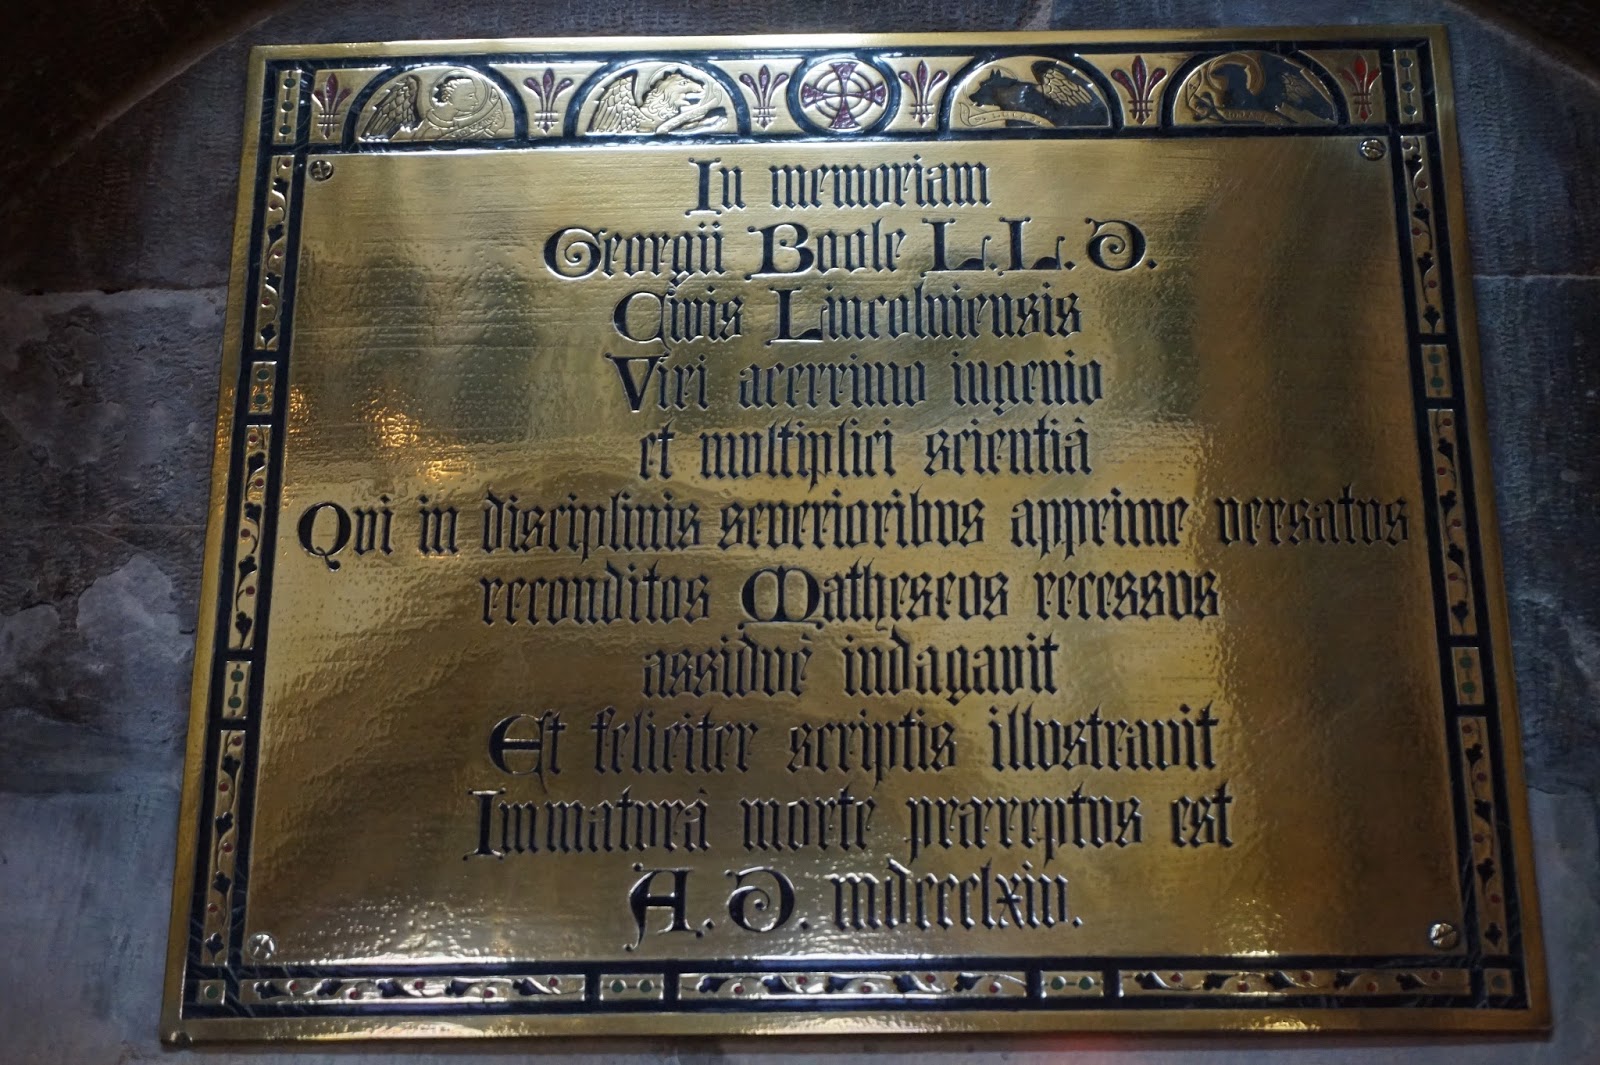 In memoriam
Georgii Boole L.L.D.
Civis Lincolniensis
Viri acerrimo ingenio
et multiplici scientiâ
Qui in disciplinis severioribus apprime versatus
reconditos Matheseos recessus
assiduè indagavit
Et feliciter scriptis illustravit
Immaturâ morte praereptus est
A.D. mdccclxiv.